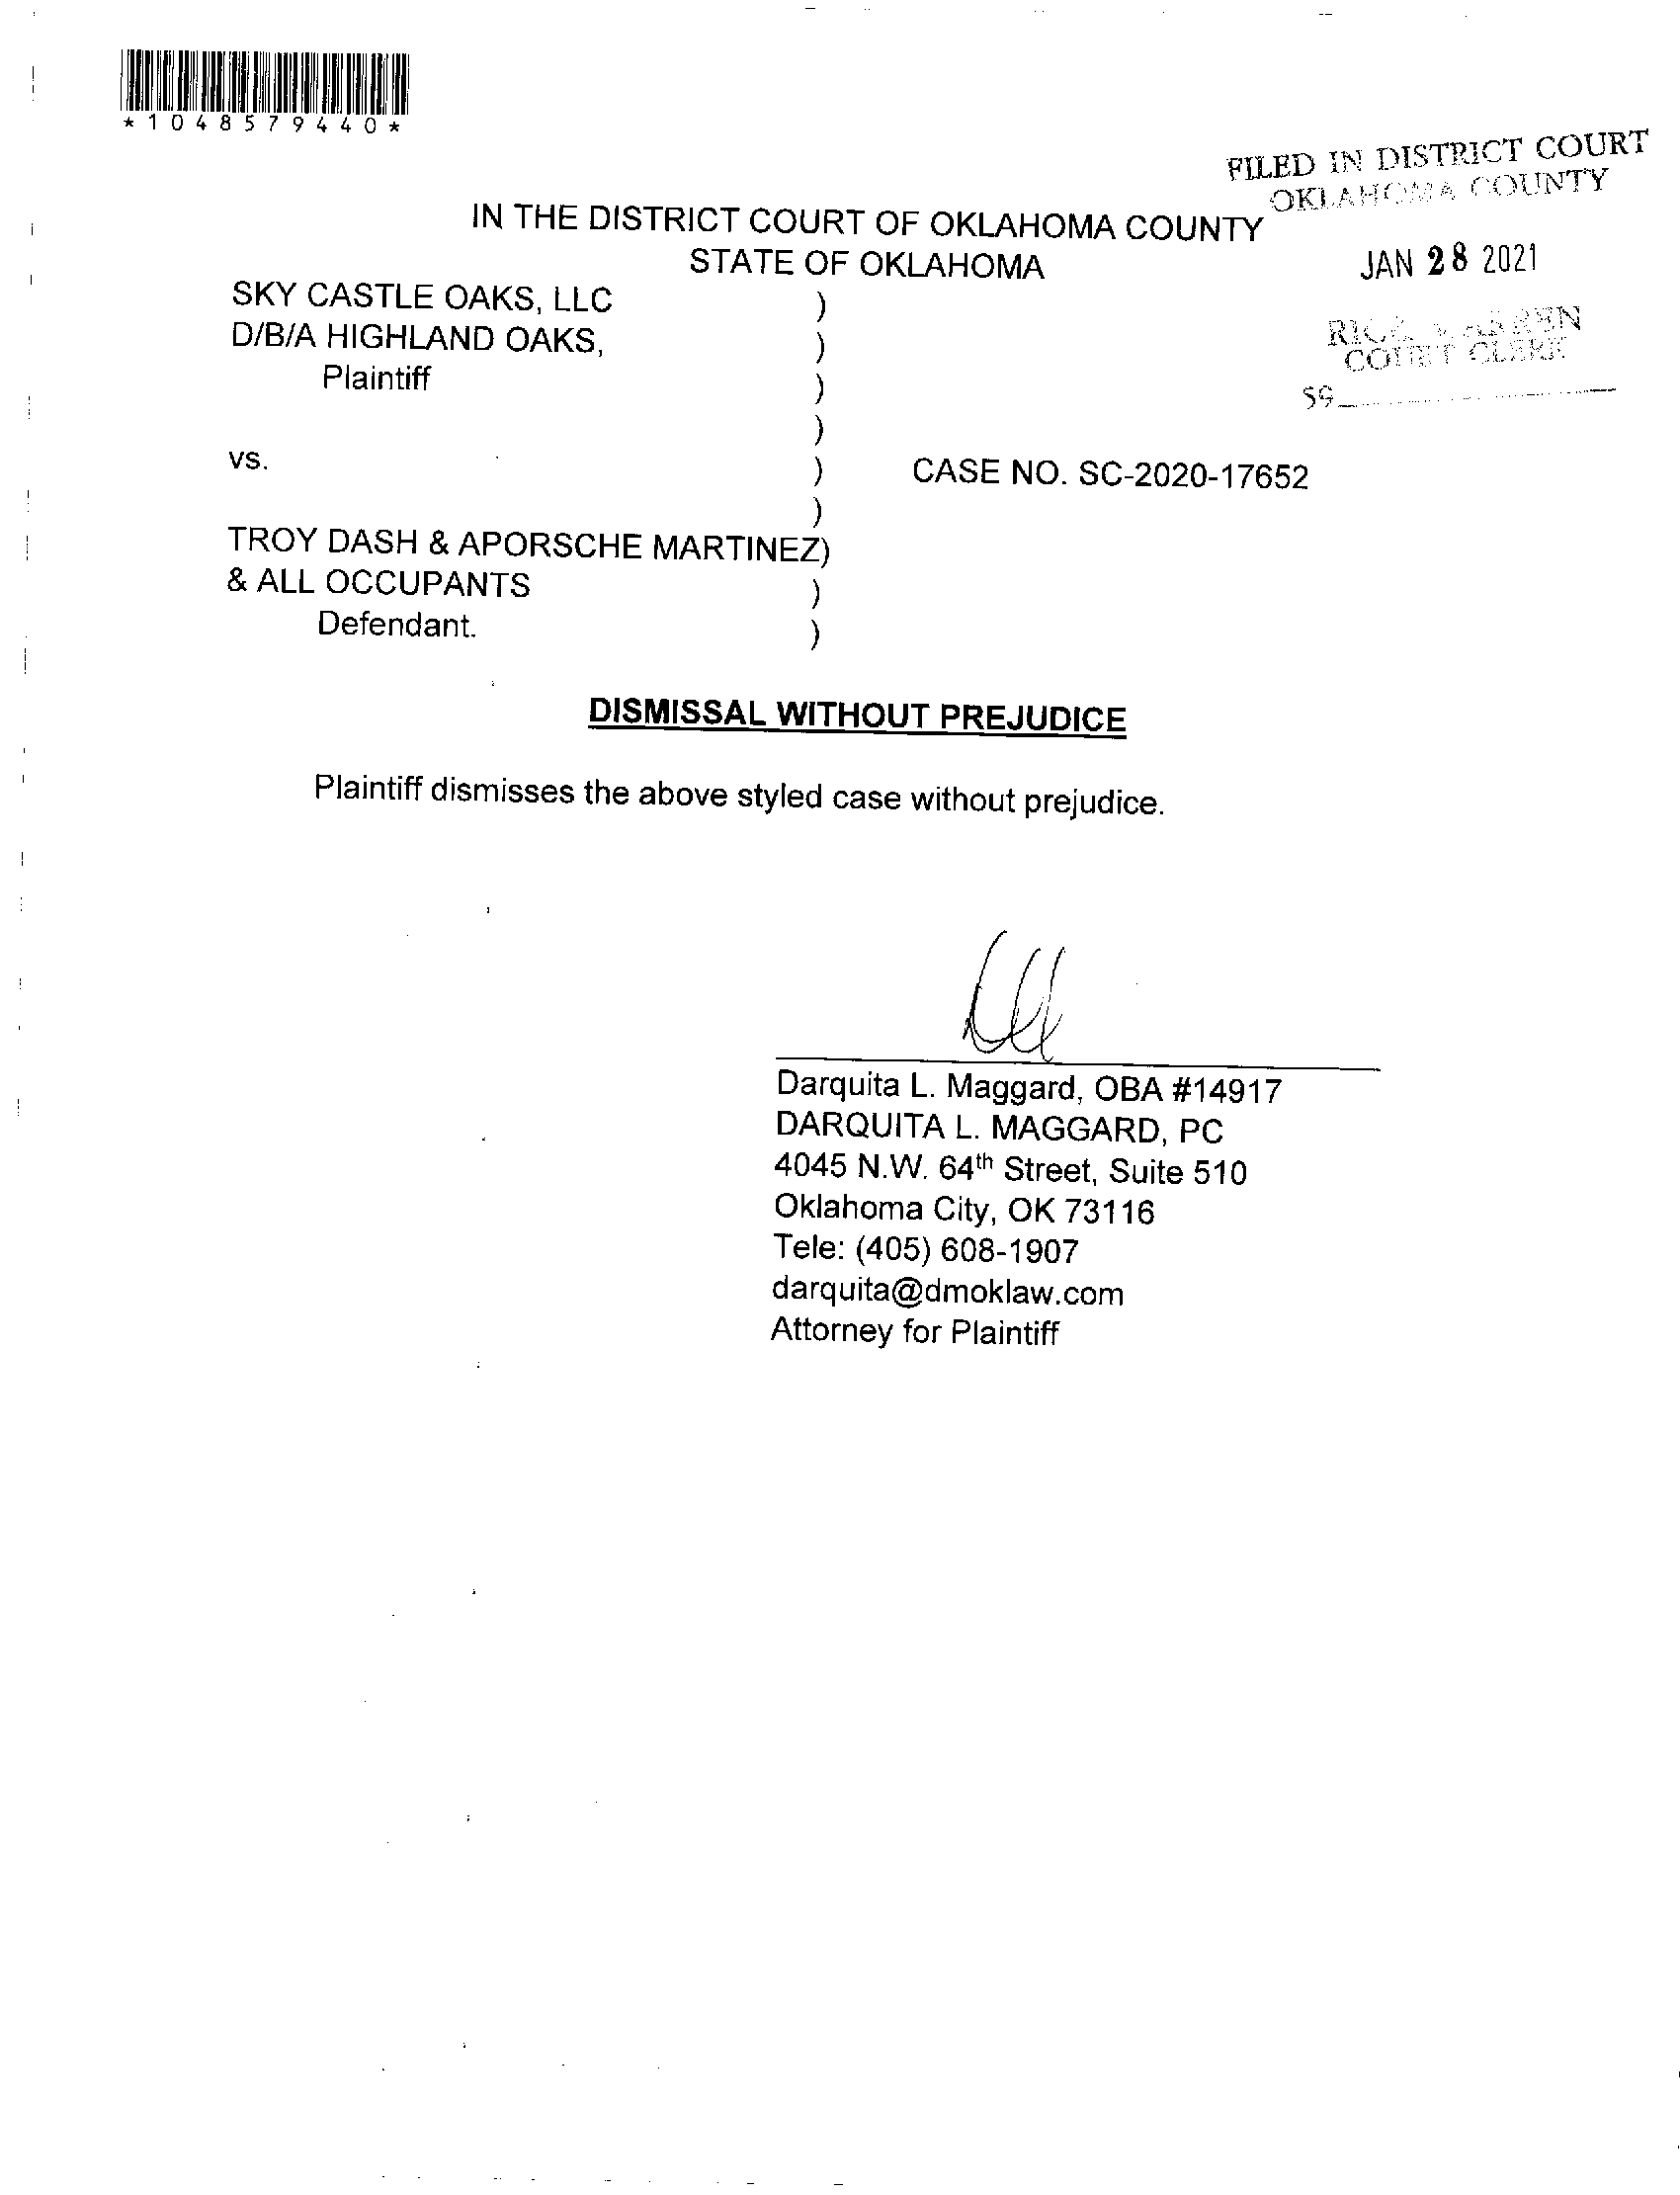 *1048579440*
FILED IN DISTRICT COURT
OKLAHOMA COUNTY
JAN 28 2021
RICK WARREN
COURT CLERK
59
IN THE DISTRICT COURT OF OKLAHOMA COUNTY
STATE OF OKLAHOMA
SKY CASTLE OAKS, LLC )
D/B/A HIGHLAND OAKS, )
Plaintiff )
)
vs. ) CASE NO. SC-2020-17652
)
TROY DASH & APORSCHE MARTINEZ)
& ALL OCCUPANTS )
Defendant. )
DISMISSAL WITHOUT PREJUDICE
Plaintiff dismisses the above styled case without prejudice.
Darquita L. Maggard, OBA #14917
DARQUITA L. MAGGARD, PC
4045 N.W. 64th Street, Suite 510
Oklahoma City, OK 73116
Tele: (405) 608-1907
darquita@dmoklaw.com
Attorney for Plaintiff